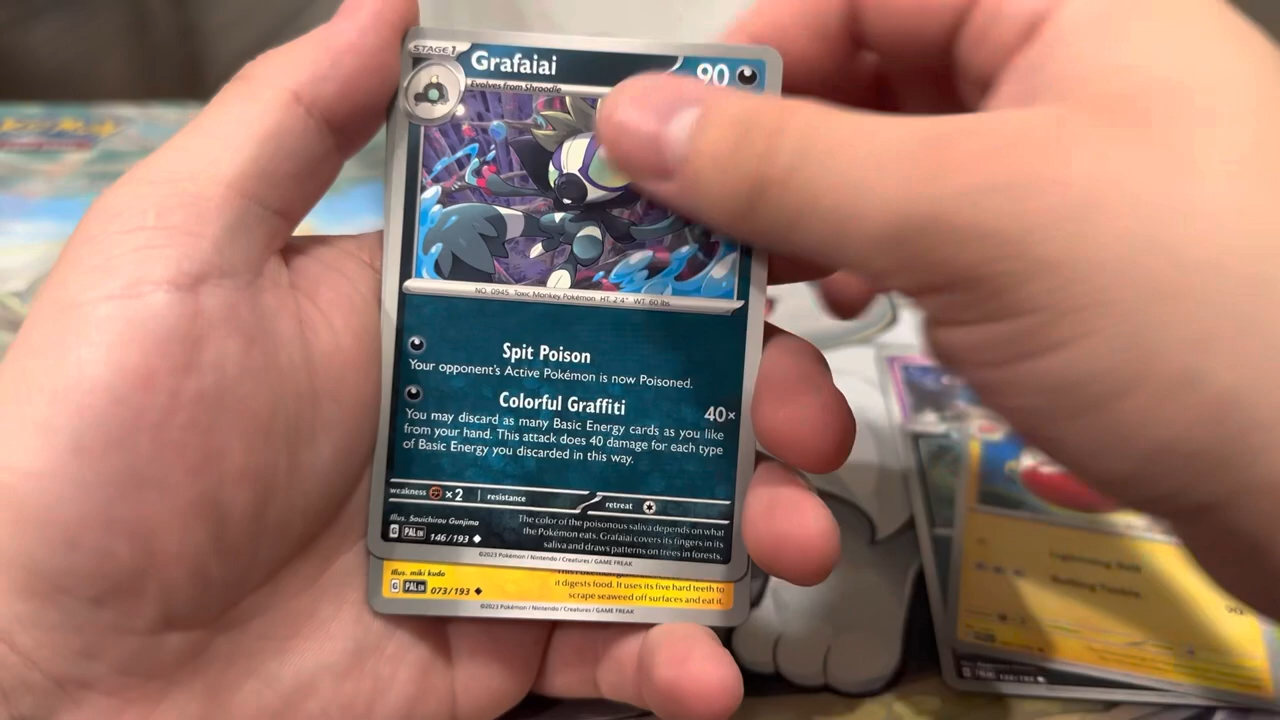 STAGE 1
Grafaiai
90
Evolves from Shroodle
NO. 0945 Toxic Monkey Pokémon HT: 2'4" WT: 60 lbs
Spit Poison
Your opponent's Active Pokémon is now Poisoned.
Colorful Graffiti
40×
You may discard as many Basic Energy cards as you like
from your hand. This attack does 40 damage for each type
of Basic Energy you discarded in this way.
weakness ×2 resistance
retreat
Illus. Souichirou Gunjima
The color of the poisonous saliva depends on what
the Pokémon eats. Grafaiai covers its fingers in its
saliva and draws patterns on trees in forests.
G PAL EN 146/193
©2023 Pokémon / Nintendo / Creatures / GAME FREAK
Illus. miki kudo
it digests food. It uses its five hard teeth to
scrape seaweed off surfaces and eat it.
G PAL EN 073/193
©2023 Pokémon / Nintendo / Creatures / GAME FREAK